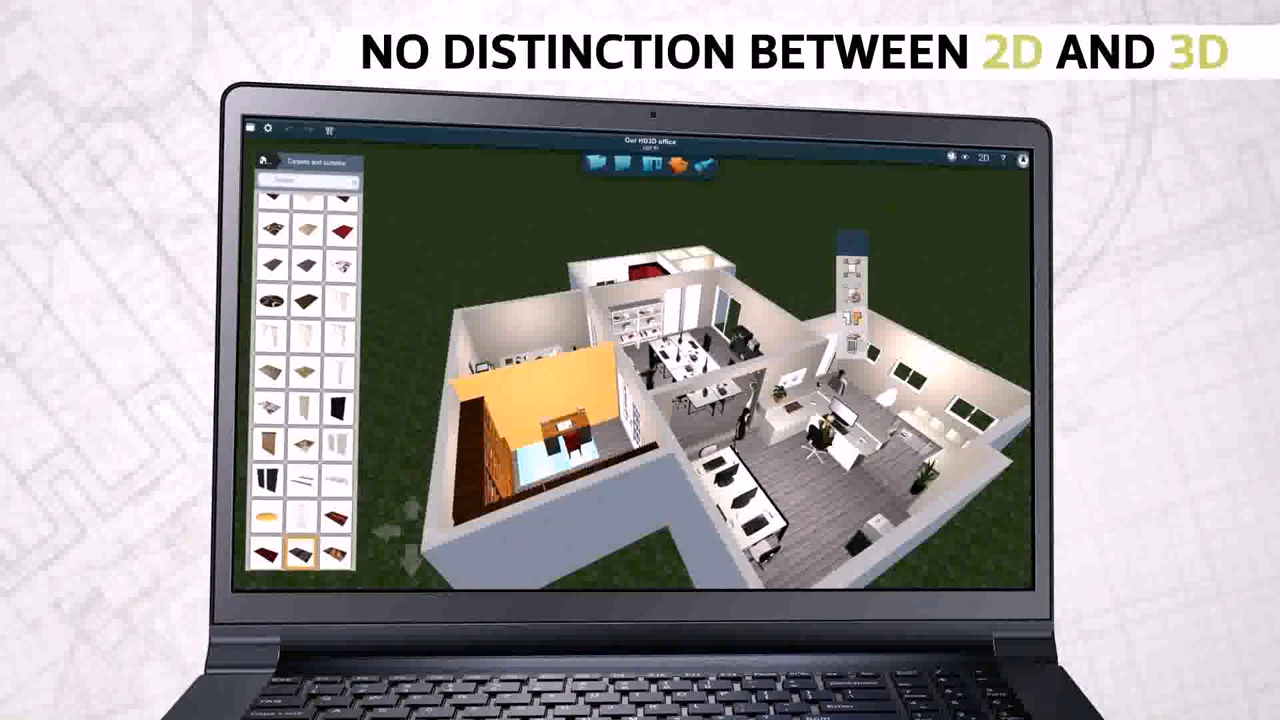 NO DISTINCTION BETWEEN 2D AND 3D
Our HD3D office
2D
?
Carpets and curtains